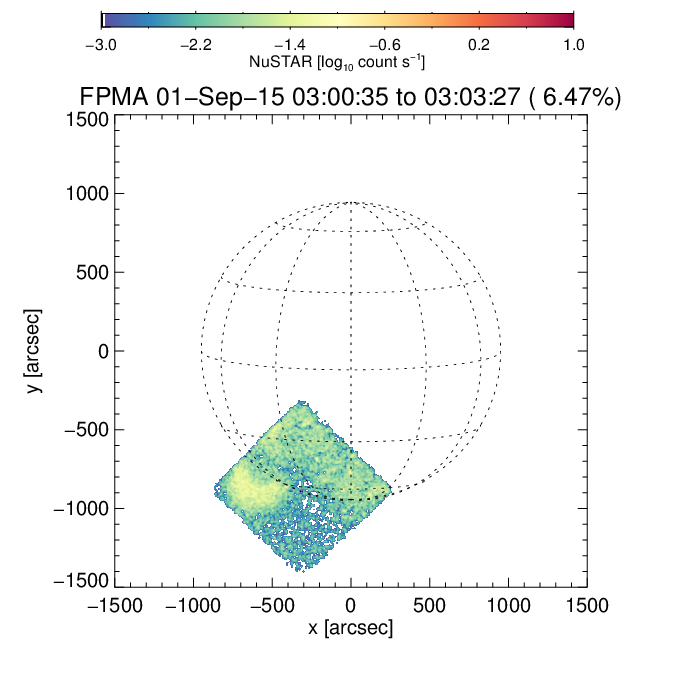 −3.0 −2.2 −1.4 −0.6 0.2 1.0
NuSTAR [log₁₀ count s⁻¹]
FPMA 01−Sep−15 03:00:35 to 03:03:27 ( 6.47%)
1500
1000
500
0
−500
−1000
−1500
y [arcsec]
−1500 −1000 −500 0 500 1000 1500
x [arcsec]